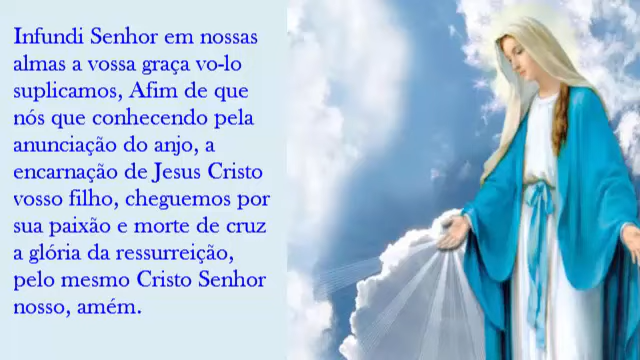 Infundi Senhor em nossas
almas a vossa graça vo-lo
suplicamos, Afim de que
nós que conhecendo pela
anunciação do anjo, a
encarnação de Jesus Cristo
vosso filho, cheguemos por
sua paixão e morte de cruz
a glória da ressurreição,
pelo mesmo Cristo Senhor
nosso, amém.